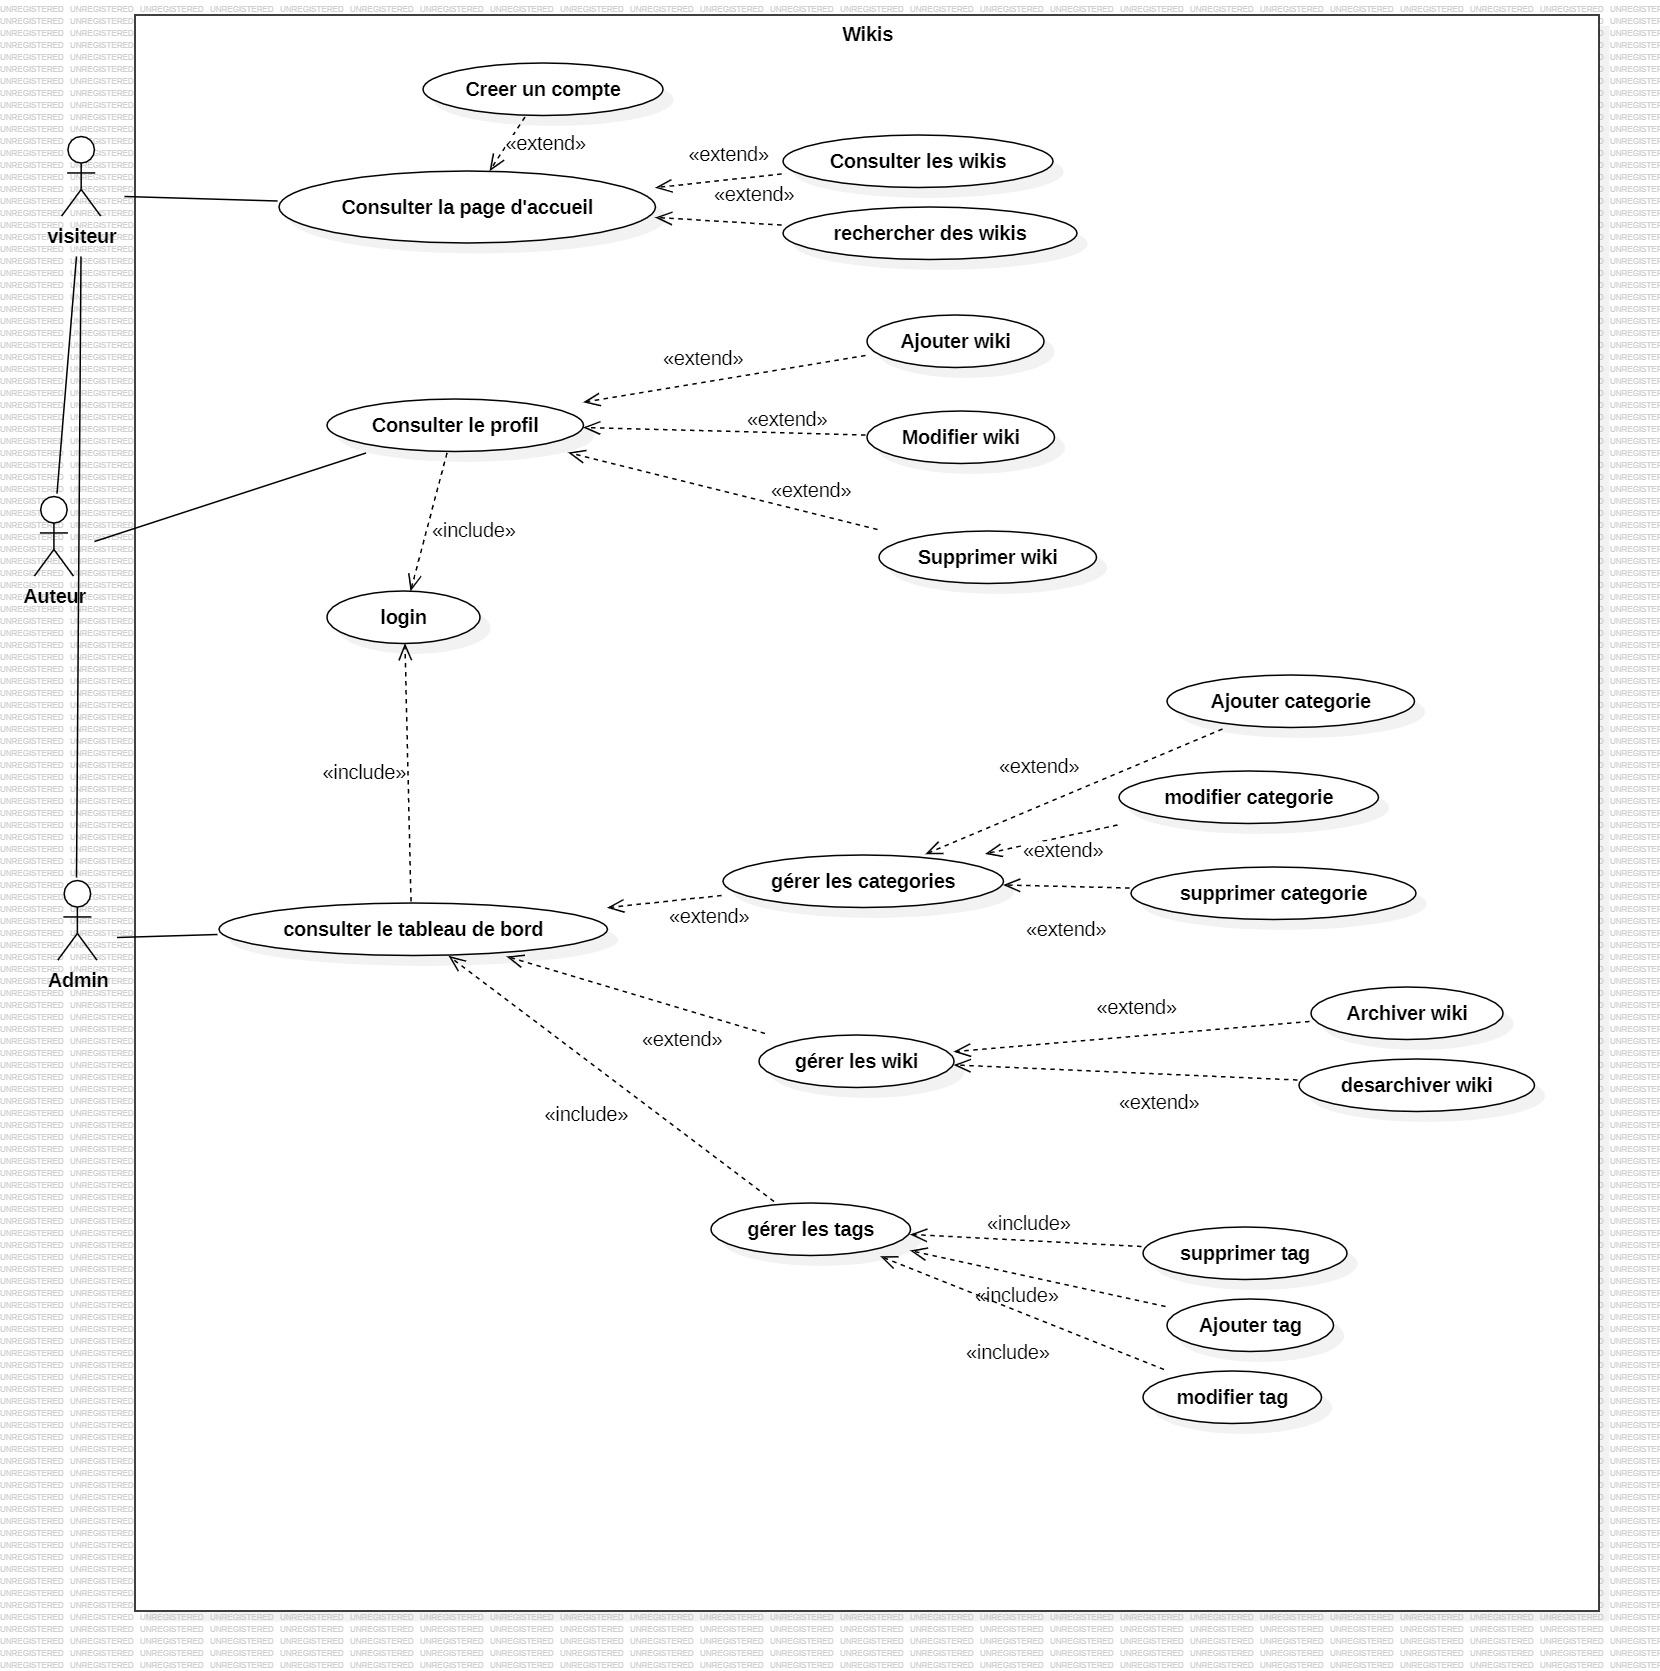 Wikis
Creer un compte
«extend»
«extend»
Consulter les wikis
visiteur
Consulter la page d'accueil
«extend»
rechercher des wikis
Ajouter wiki
«extend»
Consulter le profil
«extend»
Modifier wiki
«extend»
«include»
Supprimer wiki
Auteur
login
Ajouter categorie
«include»
«extend»
modifier categorie
«extend»
gérer les categories
supprimer categorie
«extend»
consulter le tableau de bord
«extend»
Admin
Archiver wiki
«extend»
«extend»
gérer les wiki
desarchiver wiki
«extend»
«include»
gérer les tags
«include»
supprimer tag
«include»
Ajouter tag
«include»
modifier tag
UNREGISTERED